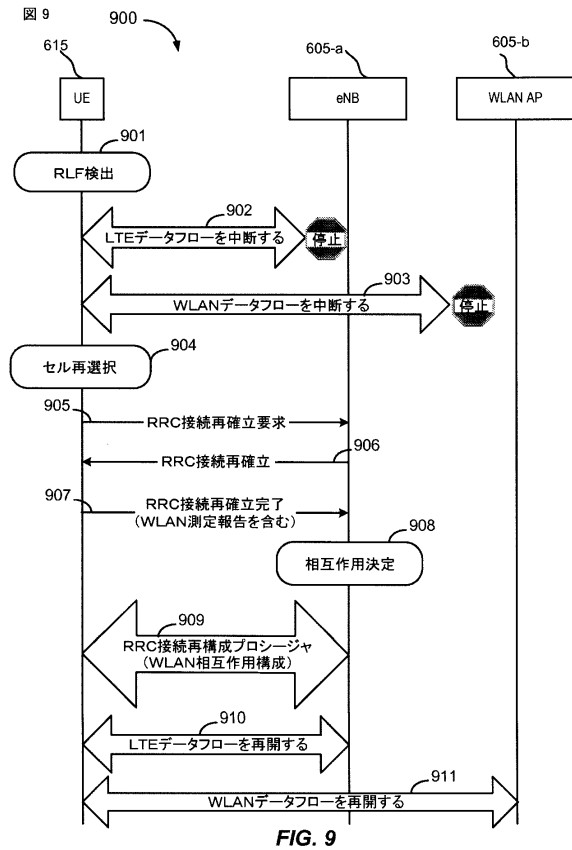 図 9
900
615
605-a
605-b
UE
eNB
WLAN AP
901
RLF検出
902
LTEデータフローを中断する
停止
903
WLANデータフローを中断する
停止
904
セル再選択
905
RRC接続再確立要求
906
RRC接続再確立
907
RRC接続再確立完了
(WLAN測定報告を含む)
908
相互作用決定
909
RRC接続再構成プロシージャ
(WLAN相互作用構成)
910
LTEデータフローを再開する
911
WLANデータフローを再開する
FIG. 9